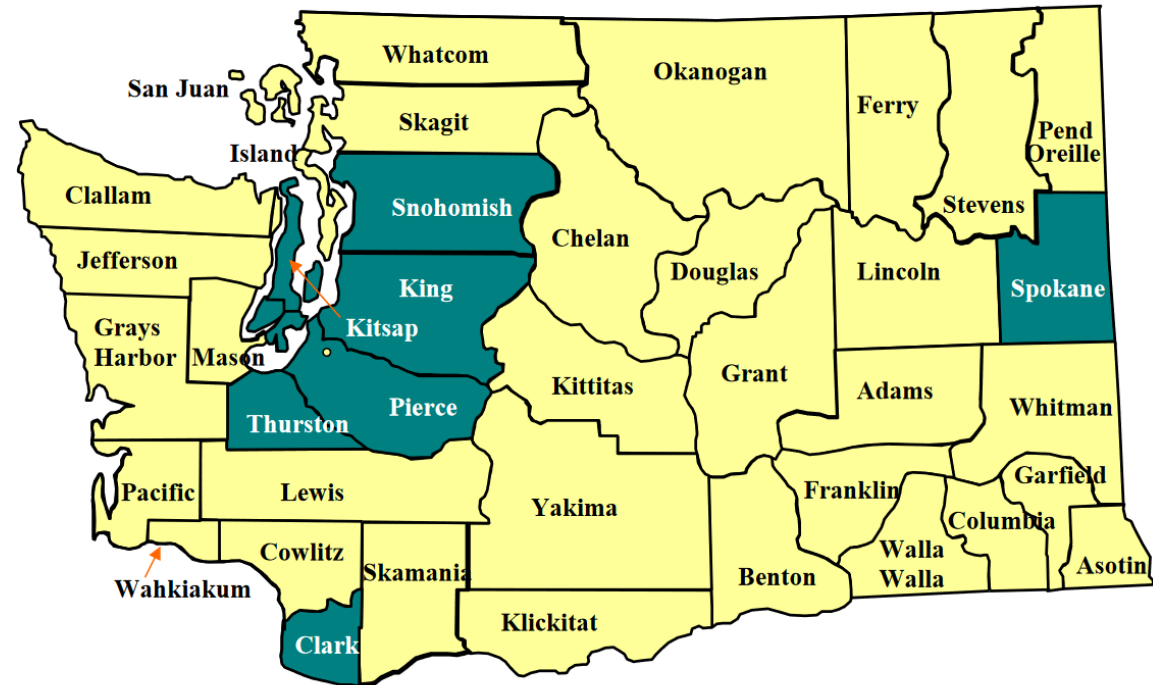 Whatcom
Okanogan
San Juan
Ferry
Skagit
Pend
Oreille
Island
Clallam
Snohomish
Stevens
Chelan
Jefferson
Douglas
Lincoln
King
Spokane
Grays
Harbor
Kitsap
Mason
Kittitas
Grant
Adams
Pierce
Whitman
Thurston
Garfield
Pacific
Lewis
Franklin
Yakima
Columbia
Cowlitz
Walla
Walla
Skamania
Benton
Asotin
Wahkiakum
Klickitat
Clark